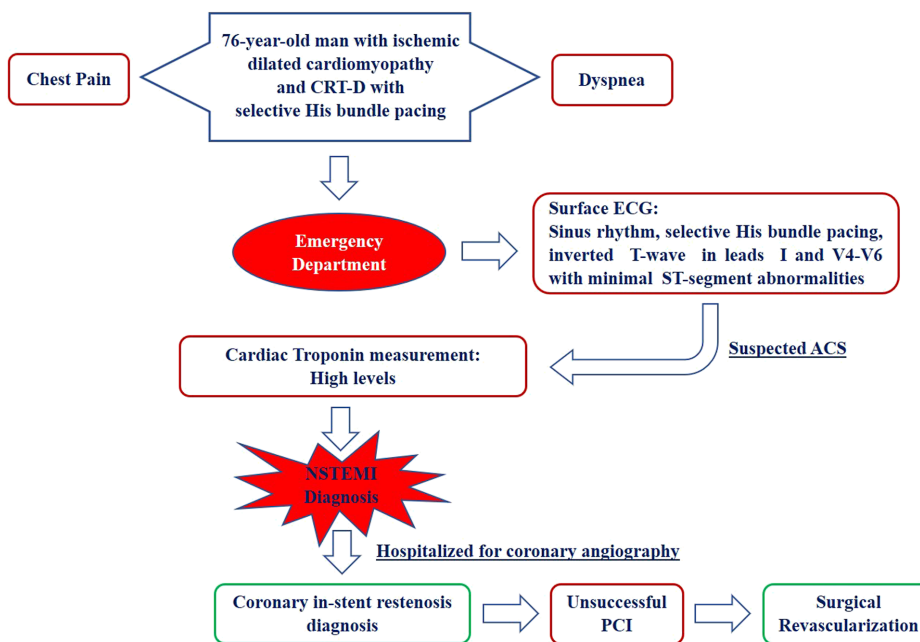 76-year-old man with ischemic
dilated cardiomyopathy
and CRT-D with
selective His bundle pacing
Chest Pain
Dyspnea
Emergency
Department
Surface ECG:
Sinus rhythm, selective His bundle pacing,
inverted T-wave in leads I and V4-V6
with minimal ST-segment abnormalities
Suspected ACS
Cardiac Troponin measurement:
High levels
NSTEMI
Diagnosis
Hospitalized for coronary angiography
Coronary in-stent restenosis
diagnosis
Unsuccessful
PCI
Surgical
Revascularization